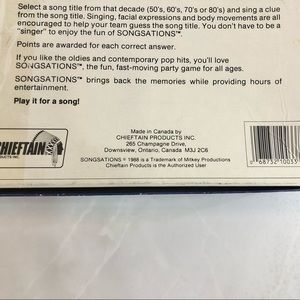 Select a song title from that decade (50's, 60's, 70's or 80's) and sing a clue
from the song title. Singing, facial expressions and body movements are all
encouraged to help your team guess the song title. You don't have to be a
"singer" to enjoy the fun of SONGSATIONS™.
Points are awarded for each correct answer.
If you like the oldies and contemporary pop hits, you'll love
SONGSATIONS™, the fun, fast-moving party game for all ages.
SONGSATIONS™ brings back the memories while providing hours of
entertainment.
Play it for a song!
CHIEFTAIN
PRODUCTS INC.
Made in Canada by
CHIEFTAIN PRODUCTS INC.
265 Champagne Drive,
Downsview, Ontario, Canada M3J 2C6
SONGSATIONS © 1988 is a Trademark of Mitkey Productions
Chieftain Products is the Authorized User